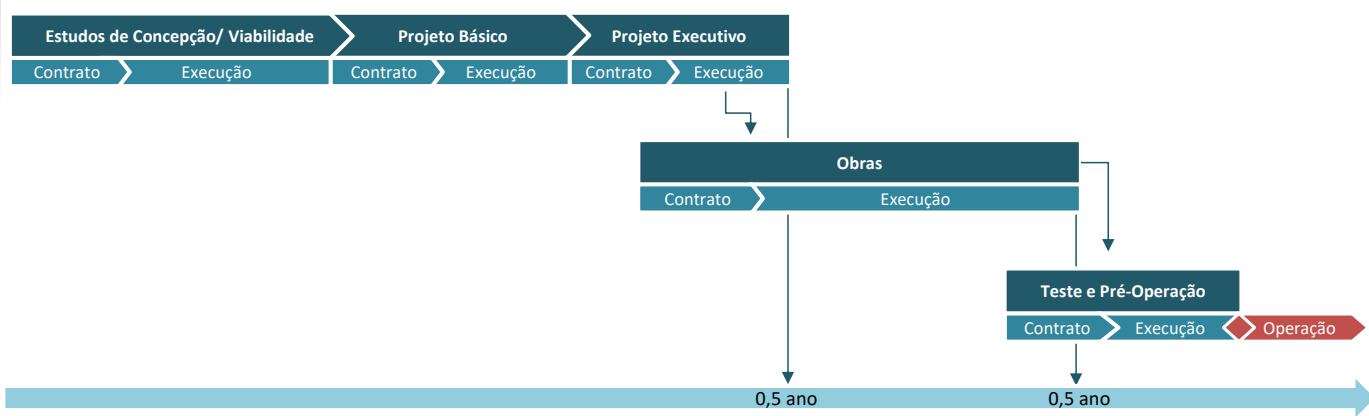 Estudos de Concepção/ Viabilidade
Projeto Básico
Projeto Executivo
Contrato
Execução
Contrato
Execução
Contrato
Execução
Obras
Contrato
Execução
Teste e Pré-Operação
Contrato
Execução
Operação
0,5 ano
0,5 ano